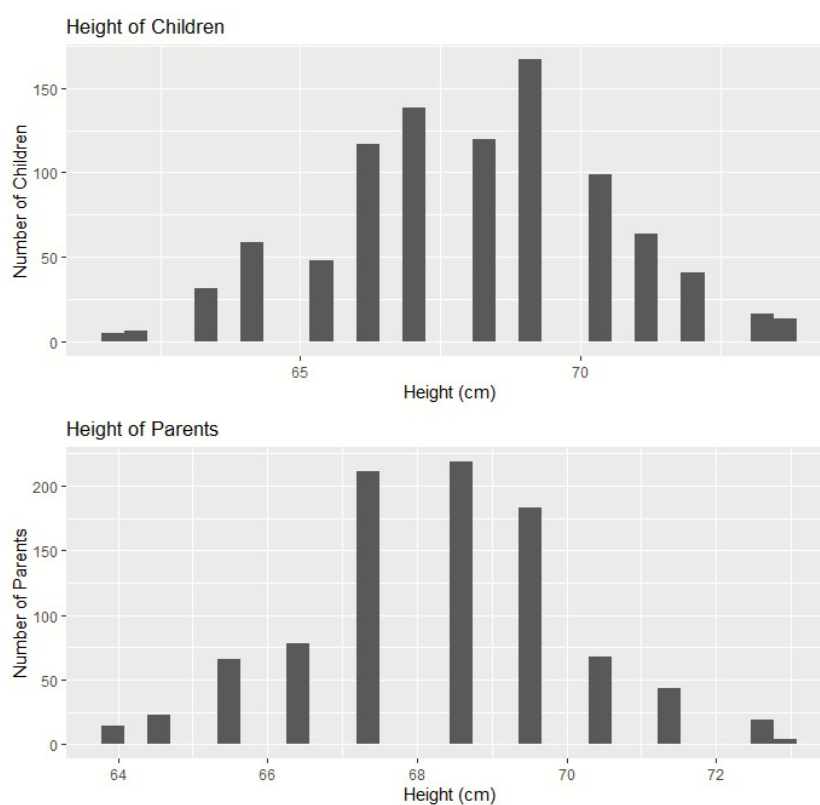 Height of Children
150
100
50
0
Number of Children
65 70
Height (cm)
Height of Parents
200
150
100
50
0
Number of Parents
64 66 68 70 72
Height (cm)